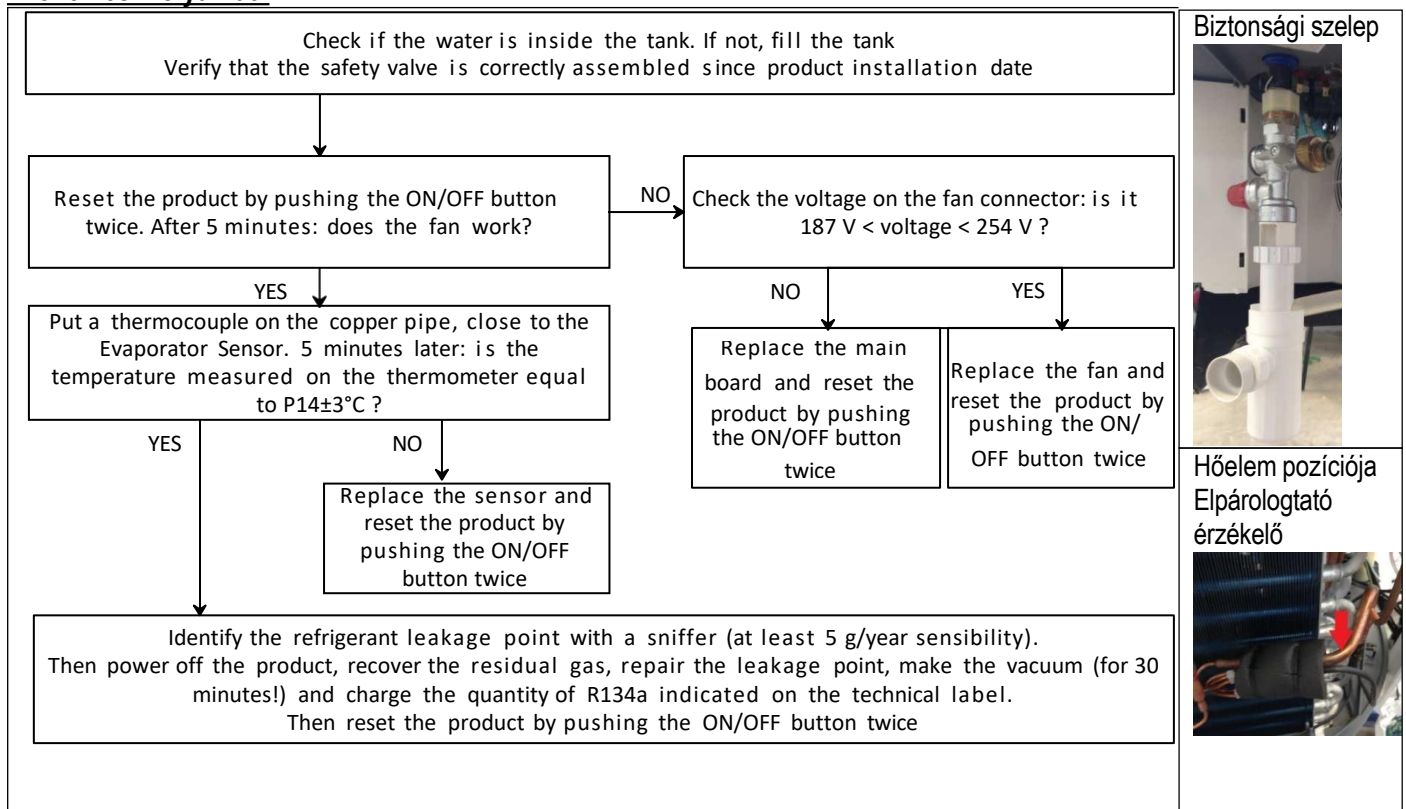 Check if the water is inside the tank. If not, fill the tank
Verify that the safety valve is correctly assembled since product installation date
Reset the product by pushing the ON/OFF button
twice. After 5 minutes: does the fan work?
NO
Check the voltage on the fan connector: is it
187 V < voltage < 254 V ?
YES
NO
YES
Put a thermocouple on the copper pipe, close to the
Evaporator Sensor. 5 minutes later: is the
temperature measured on the thermometer equal
to P14±3°C ?
Replace the main
board and reset the
product by pushing
the ON/OFF button
twice
Replace the fan and
reset the product by
pushing the ON/
OFF button twice
YES
NO
Replace the sensor and
reset the product by
pushing the ON/OFF
button twice
Identify the refrigerant leakage point with a sniffer (at least 5 g/year sensibility).
Then power off the product, recover the residual gas, repair the leakage point, make the vacuum (for 30
minutes!) and charge the quantity of R134a indicated on the technical label.
Then reset the product by pushing the ON/OFF button twice
Biztonsági szelep
Hőelem pozíciója
Elpárologtató
érzékelő